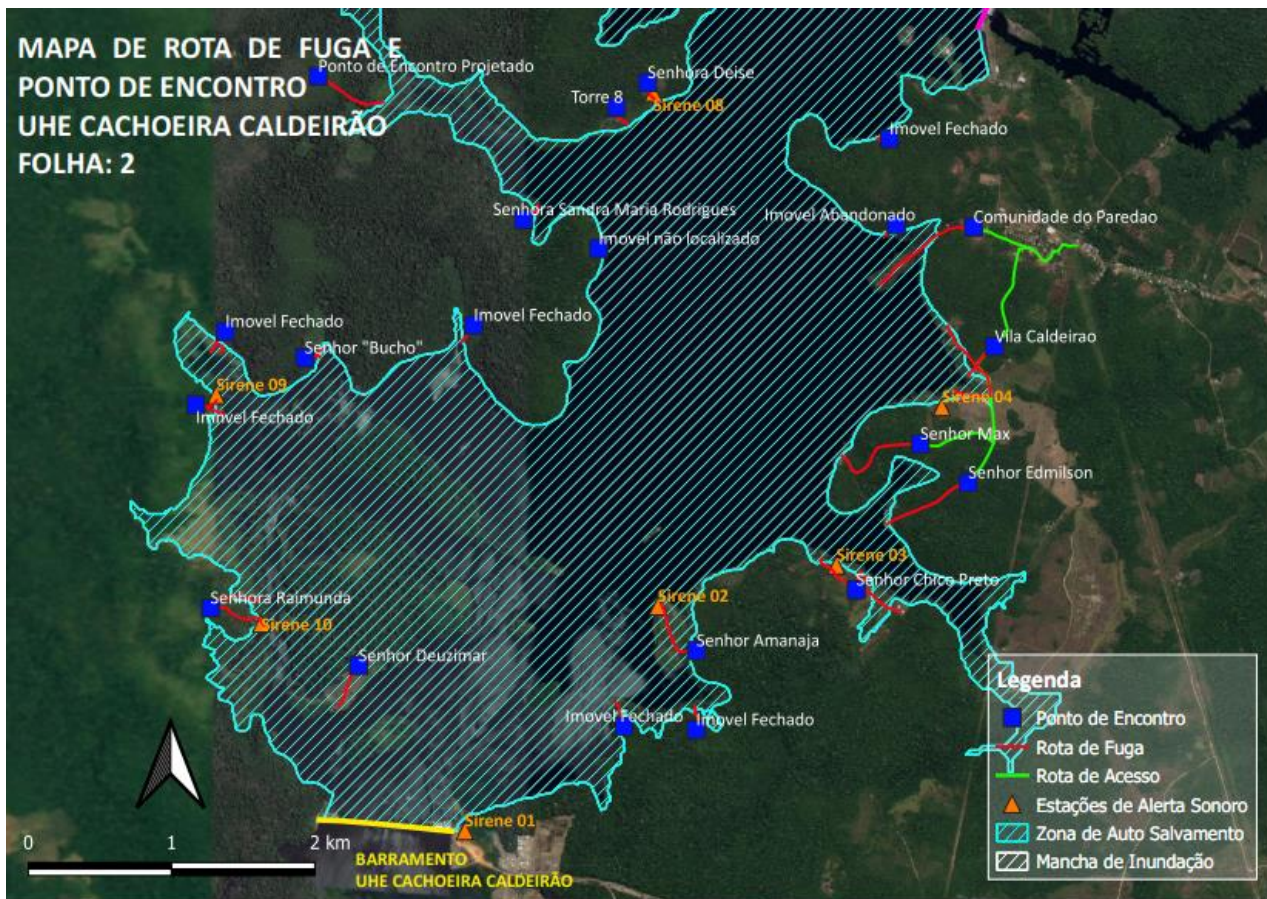 MAPA DE ROTA DE FUGA E
PONTO DE ENCONTRO
UHE CACHOEIRA CALDEIRÃO
FOLHA: 2
Ponto de Encontro Projetado
Senhora Deise
Torre 8
Sirene 08
Imovel Fechado
Senhora Sandra Maria Rodrigues
Imovel Abandonado
Comunidade do Paredao
Imovel não localizado
Imovel Fechado
Imovel Fechado
Senhor "Bucho"
Vila Caldeirao
Sirene 09
Imovel Fechado
Sirene 04
Senhor Max
Senhor Edmilson
Sirene 03
Senhor Chico Preto
Senhora Raimunda
Sirene 10
Sirene 02
Senhor Amanaja
Senhor Deuzimar
Imovel Fechado
Imovel Fechado
Legenda
Ponto de Encontro
Rota de Fuga
Rota de Acesso
Estações de Alerta Sonoro
Zona de Auto Salvamento
Mancha de Inundação
Sirene 01
0 1 2 km
BARRAMENTO
UHE CACHOEIRA CALDEIRÃO